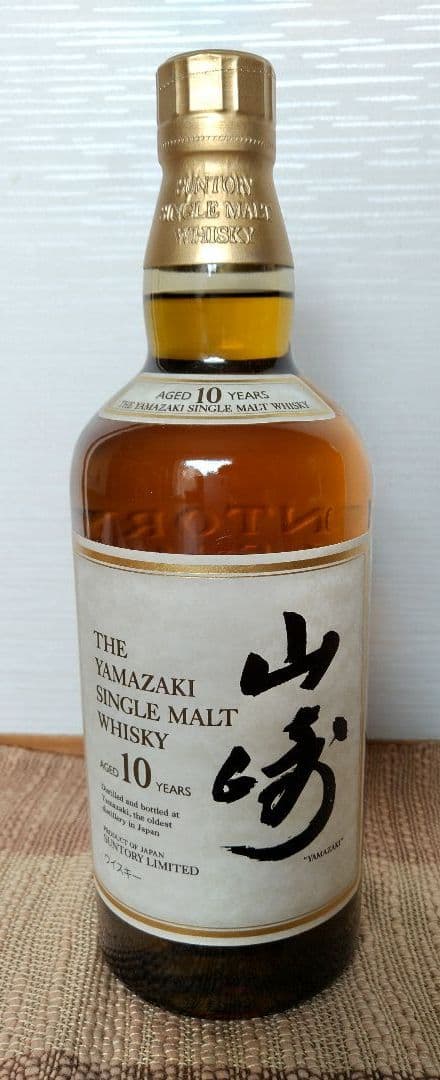 SUNTORY
SINGLE MALT
WHISKY
AGED 10 YEARS
THE YAMAZAKI SINGLE MALT WHISKY
SUNTORY
THE
YAMAZAKI
SINGLE MALT
WHISKY
AGED 10 YEARS
Distilled and bottled at
Yamazaki, the oldest
distillery in Japan
PRODUCT OF JAPAN
SUNTORY LIMITED
ウイスキー
山崎
"YAMAZAKI"